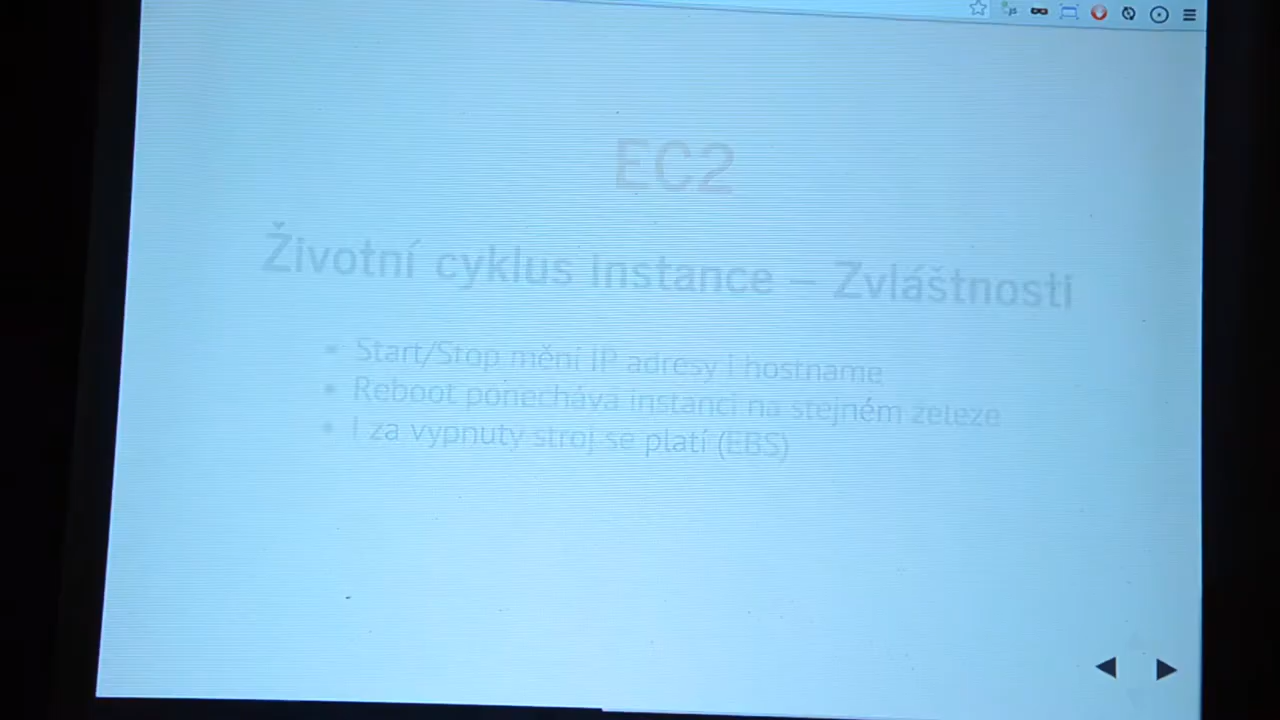 EC2
Životní cyklus instance – Zvláštnosti
Start/Stop mění IP adresy i hostname
Reboot ponechává instanci na stejném železe
I za vypnutý stroj se platí (EBS)